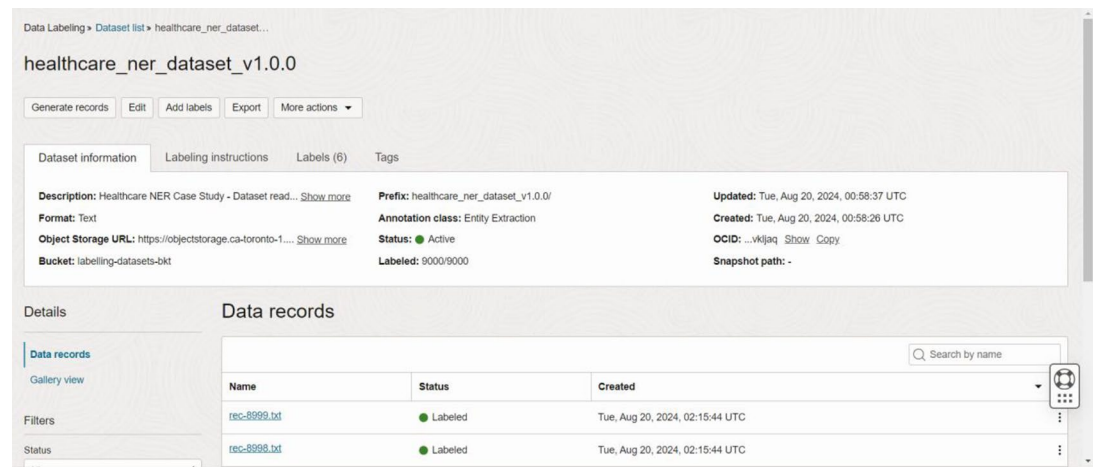 Data Labeling » Dataset list » healthcare_ner_dataset...
healthcare_ner_dataset_v1.0.0
Generate records Edit Add labels Export More actions
Dataset information Labeling instructions Labels (6) Tags
Description: Healthcare NER Case Study - Dataset read... Show more Prefix: healthcare_ner_dataset_v1.0.0/ Updated: Tue, Aug 20, 2024, 00:58:37 UTC
Format: Text Annotation class: Entity Extraction Created: Tue, Aug 20, 2024, 00:58:26 UTC
Object Storage URL: https://objectstorage.ca-toronto-1.... Show more Status: Active OCID: ...vkljaq Show Copy
Bucket: labelling-datasets-bkt Labeled: 9000/9000 Snapshot path: -
Details Data records
Data records Search by name
Gallery view
Name Status Created
Filters rec-8999.txt Labeled Tue, Aug 20, 2024, 02:15:44 UTC
Status rec-8998.txt Labeled Tue, Aug 20, 2024, 02:15:44 UTC